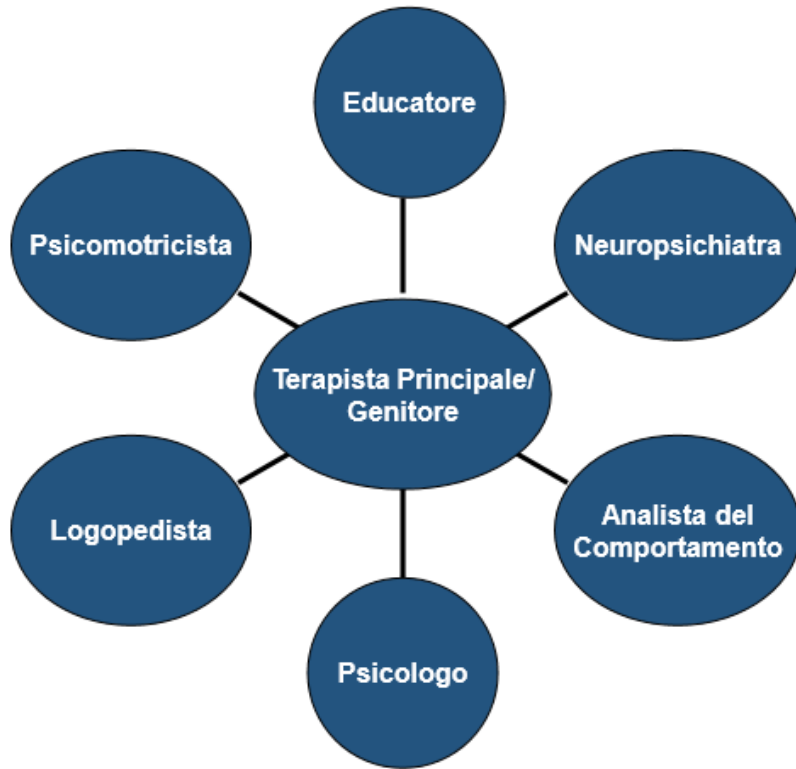 Educatore
Psicomotricista
Neuropsichiatra
Terapista Principale/
Genitore
Logopedista
Analista del
Comportamento
Psicologo